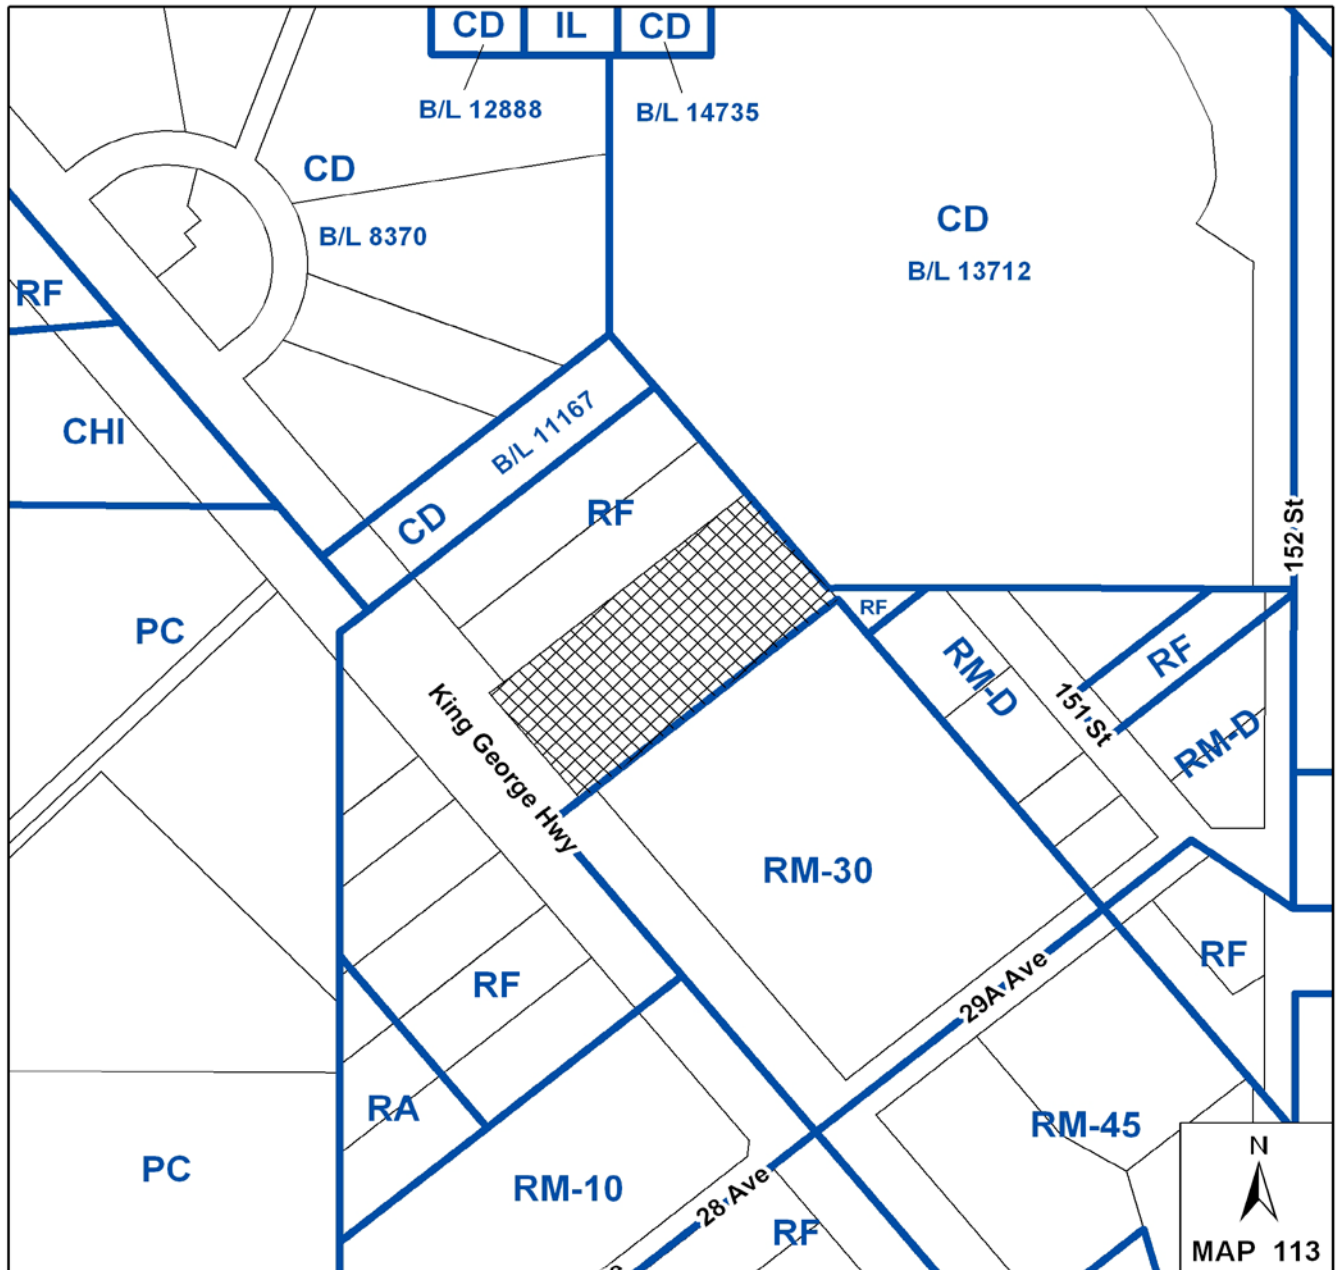 CD
IL
CD
B/L 12888
B/L 14735
CD
B/L 8370
CD
B/L 13712
RF
CHI
B/L 11167
CD
RF
152 St
PC
RF
RM-D
RF
151 St
RM-D
King George Hwy
RM-30
RF
29A Ave
RF
RA
RM-45
PC
RM-10
28 Ave
RF
N
MAP 113